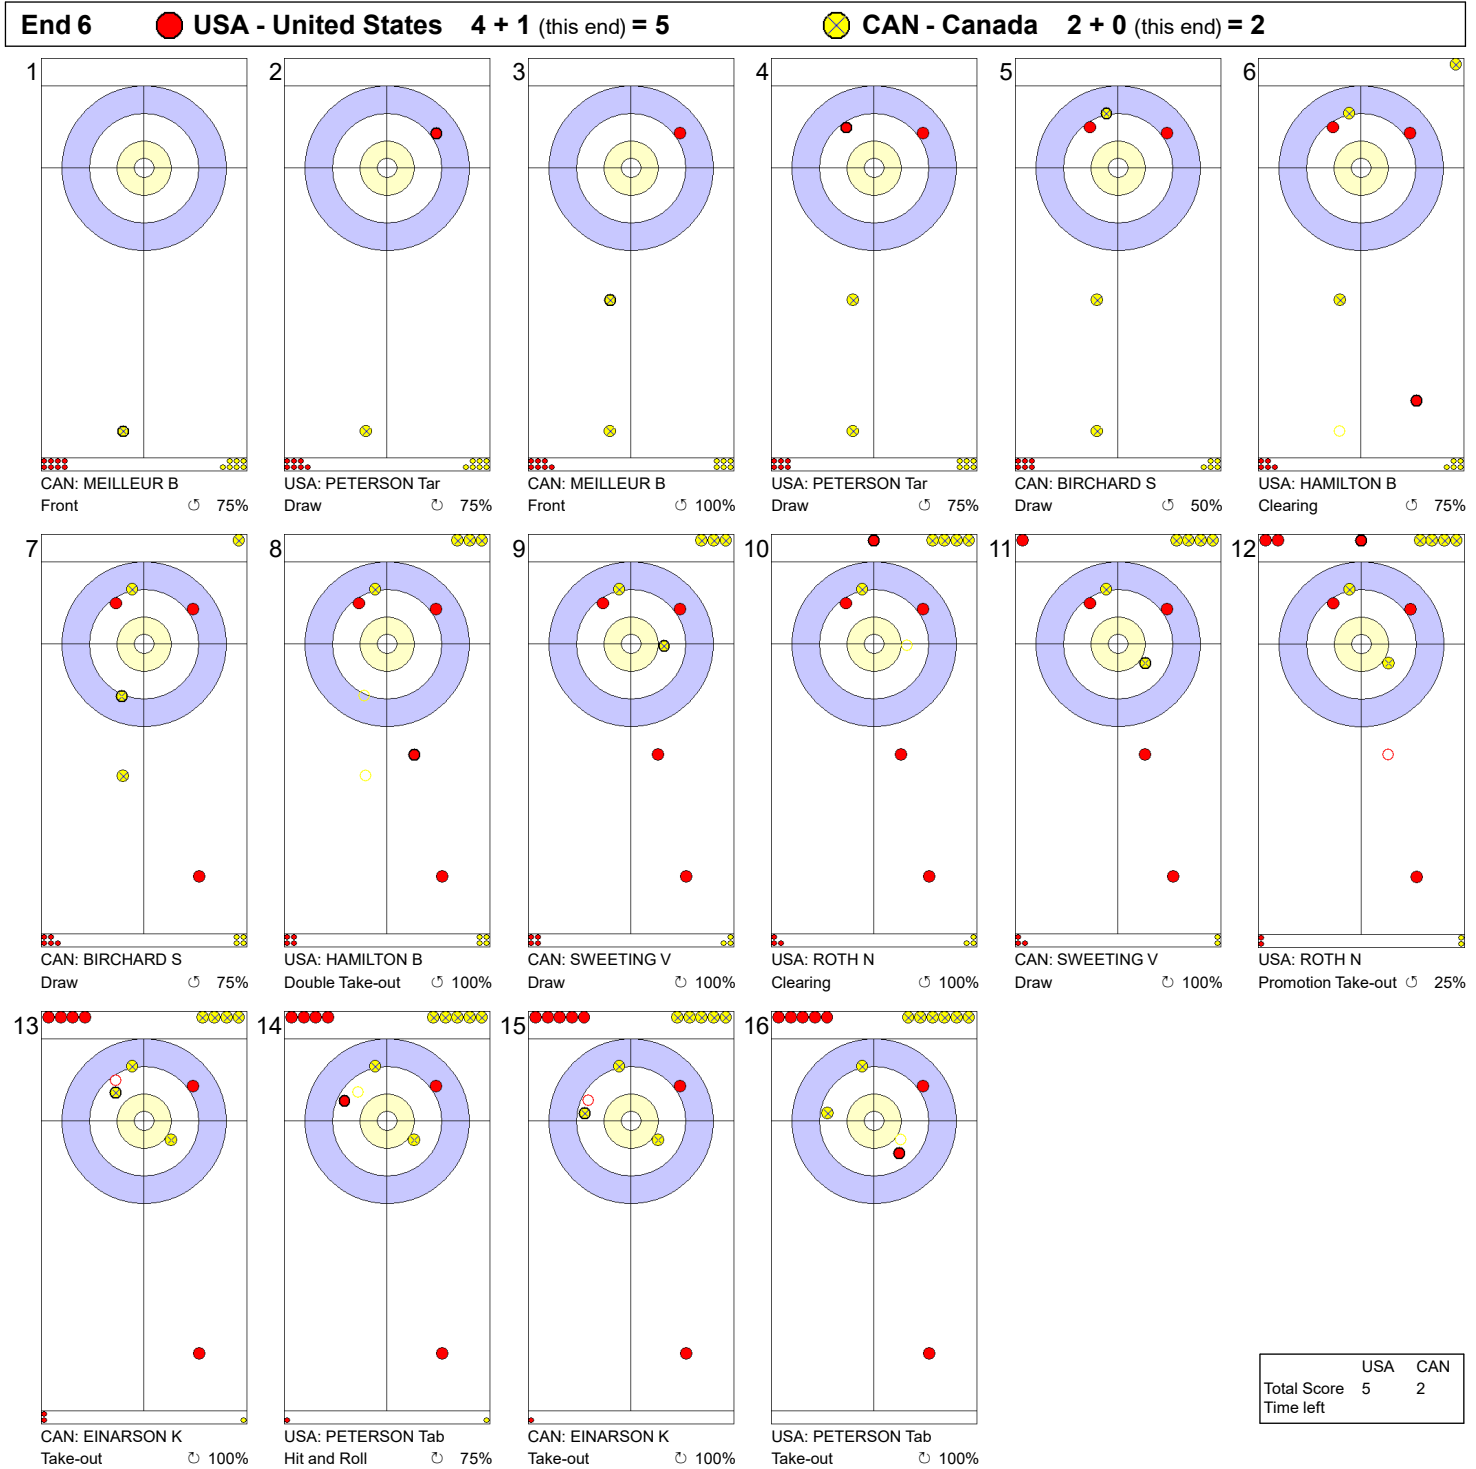 End 6 USA - United States 4 + 1 (this end) = 5 CAN - Canada 2 + 0 (this end) = 2
1
CAN: MEILLEUR B
Front ↺ 75%
2
USA: PETERSON Tar
Draw ↻ 75%
3
CAN: MEILLEUR B
Front ↺ 100%
4
USA: PETERSON Tar
Draw ↻ 75%
5
CAN: BIRCHARD S
Draw ↺ 50%
6
USA: HAMILTON B
Clearing ↻ 75%
7
CAN: BIRCHARD S
Draw ↺ 75%
8
USA: HAMILTON B
Double Take-out ↺ 100%
9
CAN: SWEETING V
Draw ↻ 100%
10
USA: ROTH N
Clearing ↺ 100%
11
CAN: SWEETING V
Draw ↻ 100%
12
USA: ROTH N
Promotion Take-out ↺ 25%
13
CAN: EINARSON K
Take-out ↻ 100%
14
USA: PETERSON Tab
Hit and Roll ↻ 75%
15
CAN: EINARSON K
Take-out ↻ 100%
16
USA: PETERSON Tab
Take-out ↻ 100%
USA CAN
Total Score 5 2
Time left